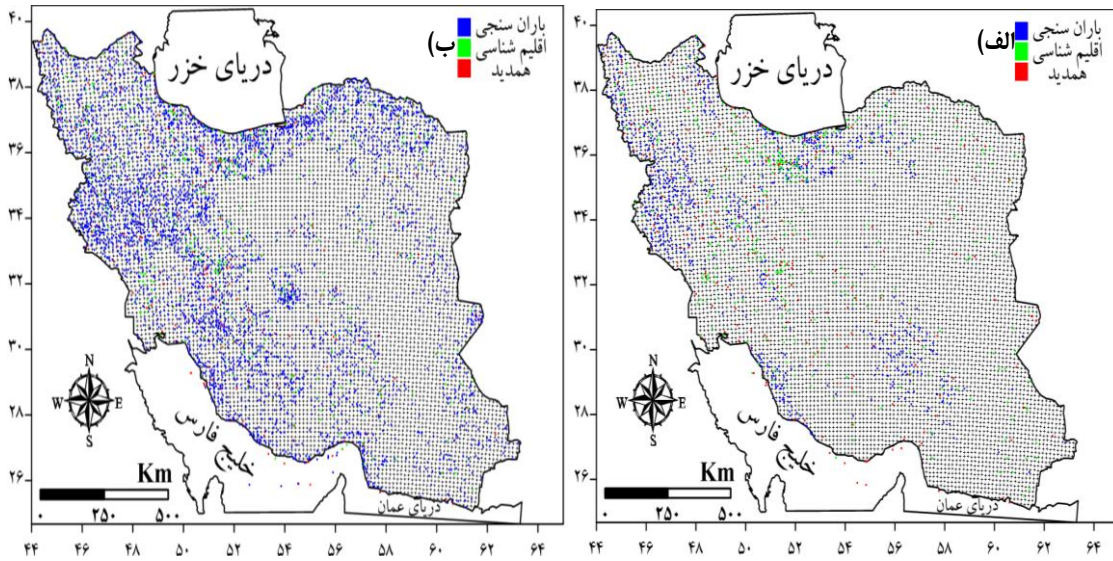 الف)
باران سنجی
اقلیم شناسی
همدید
دریای خزر
۴۰
۳۸
۳۶
۳۴
۳۲
۳۰
۲۸
۲۶
N
W E
S
خلیج فارس
Km
۰ ۲۵۰ ۵۰۰
دریای عمان
۴۴ ۴۶ ۴۸ ۵۰ ۵۲ ۵۴ ۵۶ ۵۸ ۶۰ ۶۲ ۶۴
ب)
باران سنجی
اقلیم شناسی
همدید
دریای خزر
۴۰
۳۸
۳۶
۳۴
۳۲
۳۰
۲۸
۲۶
N
W E
S
خلیج فارس
Km
۰ ۲۵۰ ۵۰۰
دریای عمان
۴۴ ۴۶ ۴۸ ۵۰ ۵۲ ۵۴ ۵۶ ۵۸ ۶۰ ۶۲ ۶۴